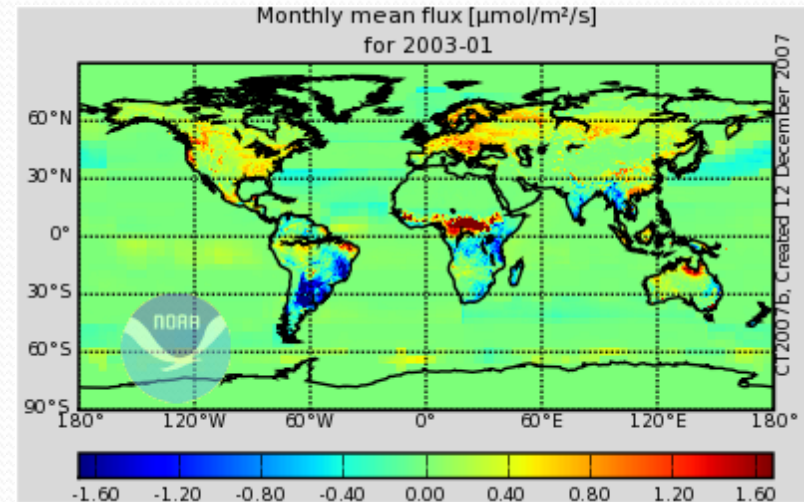 Monthly mean flux [μmol/m²/s]
for 2003-01
60°N
30°N
0°
30°S
60°S
90°S
180° 120°W 60°W 0° 60°E 120°E 180°
NOAA
CT2007b, Created 12 December 2007
-1.60 -1.20 -0.80 -0.40 0.00 0.40 0.80 1.20 1.60